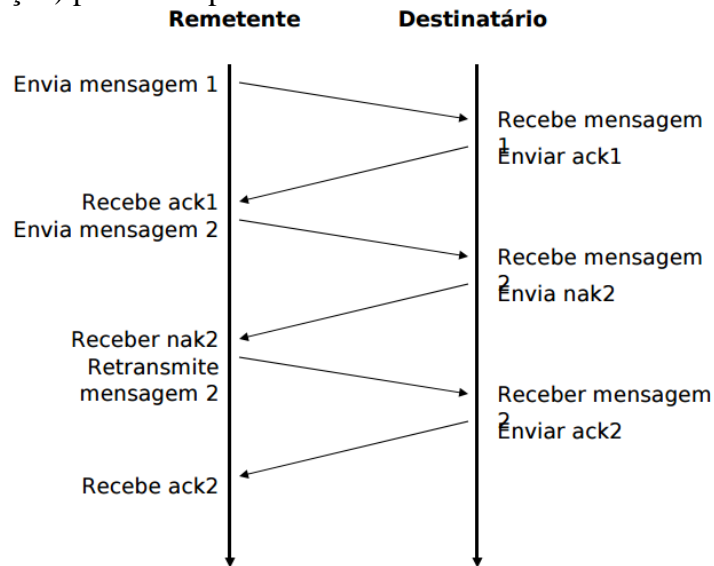 Remetente
Destinatário
Envia mensagem 1
Recebe mensagem
1
Enviar ack1
Recebe ack1
Envia mensagem 2
Recebe mensagem
2
Envia nak2
Receber nak2
Retransmite
mensagem 2
Receber mensagem
2
Enviar ack2
Recebe ack2